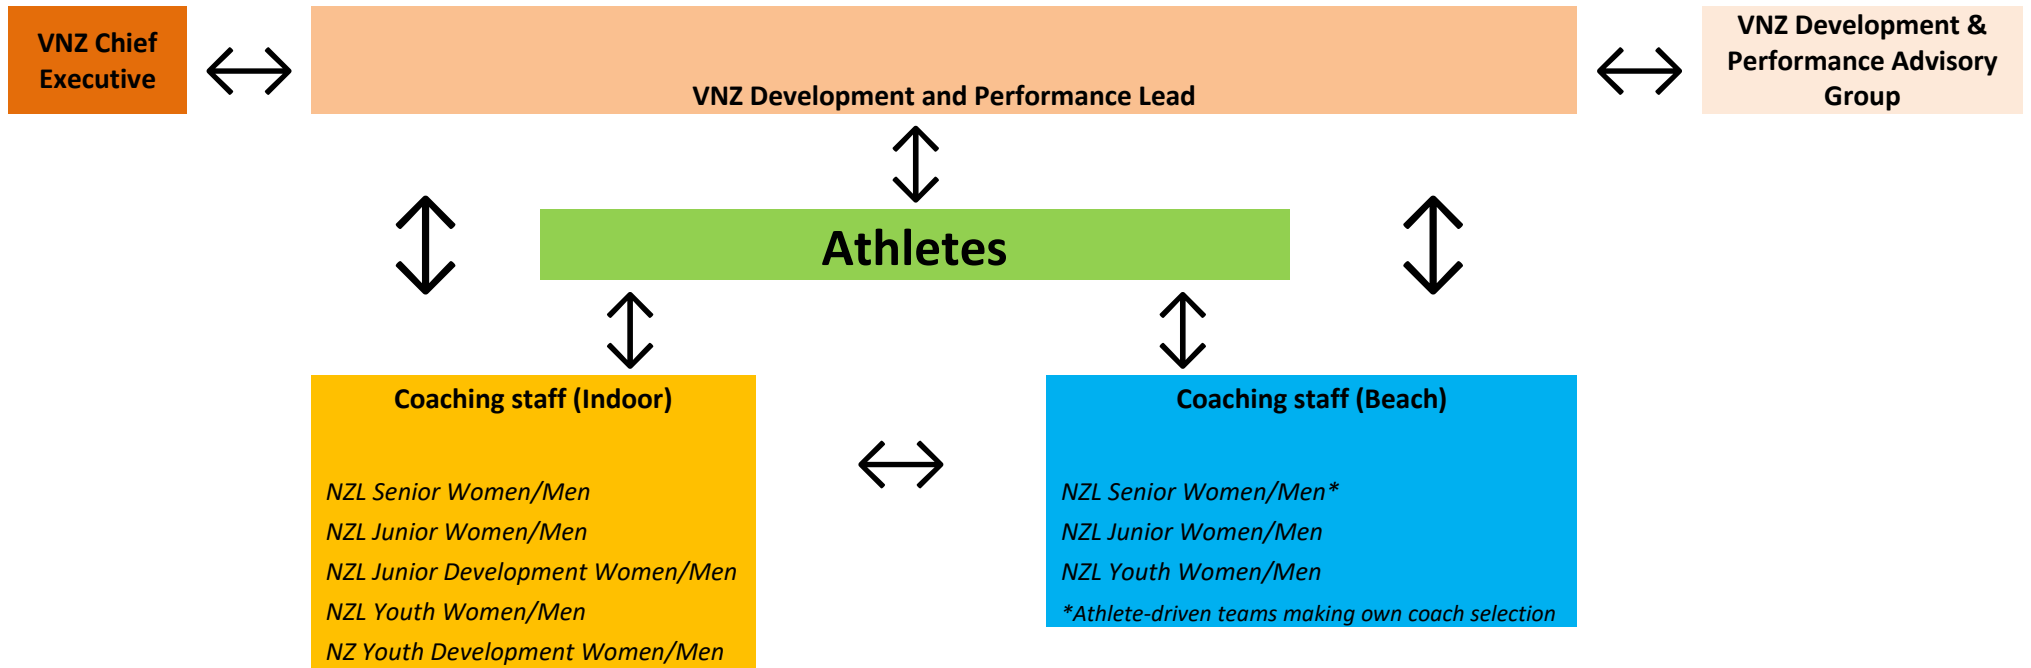 VNZ Chief
Executive
VNZ Development and Performance Lead
VNZ Development &
Performance Advisory
Group
Athletes
Coaching staff (Indoor)
NZL Senior Women/Men
NZL Junior Women/Men
NZL Junior Development Women/Men
NZL Youth Women/Men
NZ Youth Development Women/Men
Coaching staff (Beach)
NZL Senior Women/Men*
NZL Junior Women/Men
NZL Youth Women/Men
*Athlete-driven teams making own coach selection